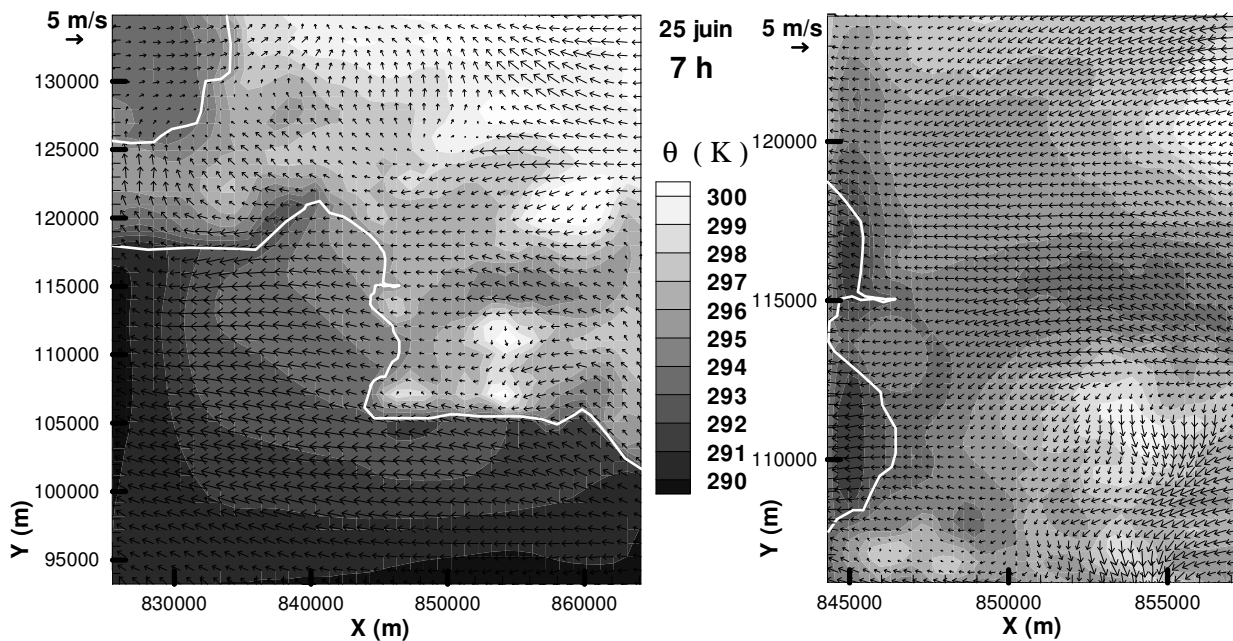 5 m/s
→
130000
125000
120000
115000
110000
105000
100000
95000
Y (m)
830000 840000 850000 860000
X (m)
25 juin
7 h
θ ( K )
300
299
298
297
296
295
294
293
292
291
290
5 m/s
→
120000
115000
110000
Y (m)
845000 850000 855000
X (m)